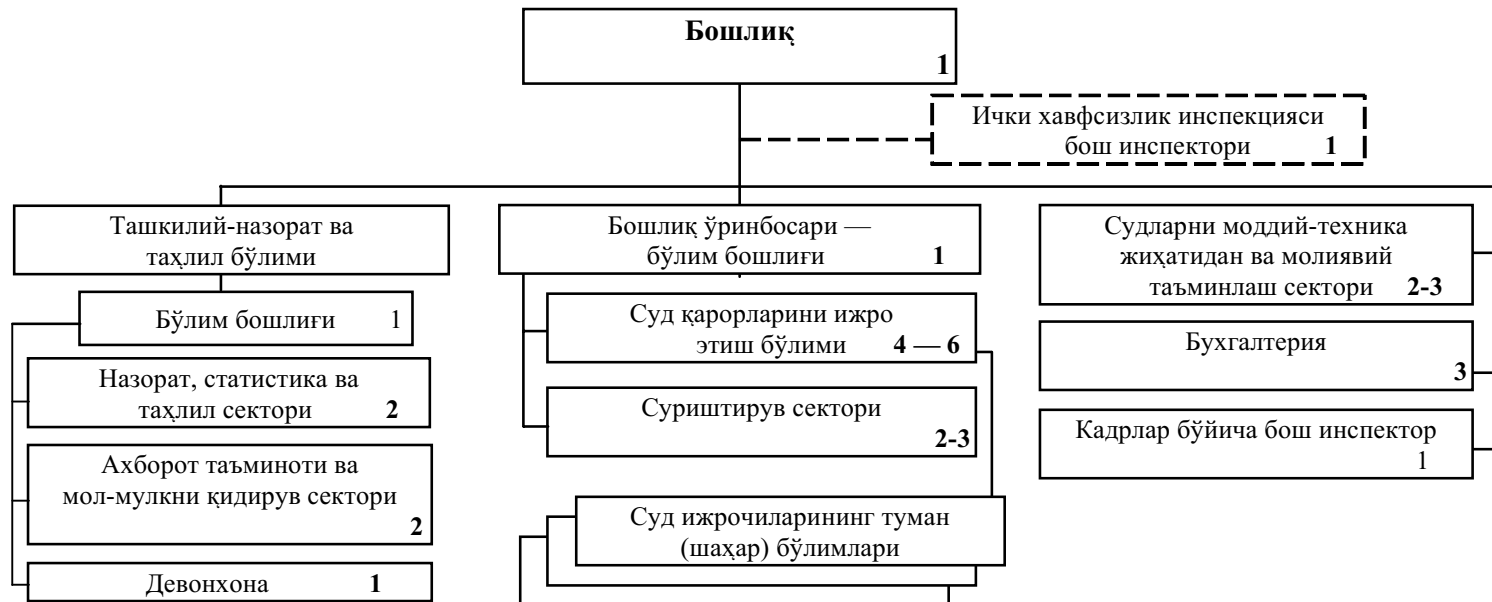 Бошлиқ
1
Ички хавфсизлик инспекцияси
бош инспектори 1
Ташкилий-назорат ва
таҳлил бўлими
Бўлим бошлиғи 1
Назорат, статистика ва
таҳлил сектори 2
Ахборот таъминоти ва
мол-мулкни қидирув сектори
2
Девонхона 1
Бошлиқ ўринбосари —
бўлим бошлиғи 1
Суд қарорларини ижро
этиш бўлими 4 — 6
Суриштирув сектори
2-3
Суд ижрочиларининг туман
(шаҳар) бўлимлари
Судларни моддий-техника
жиҳатидан ва молиявий
таъминлаш сектори 2-3
Бухгалтерия
3
Кадрлар бўйича бош инспектор
1